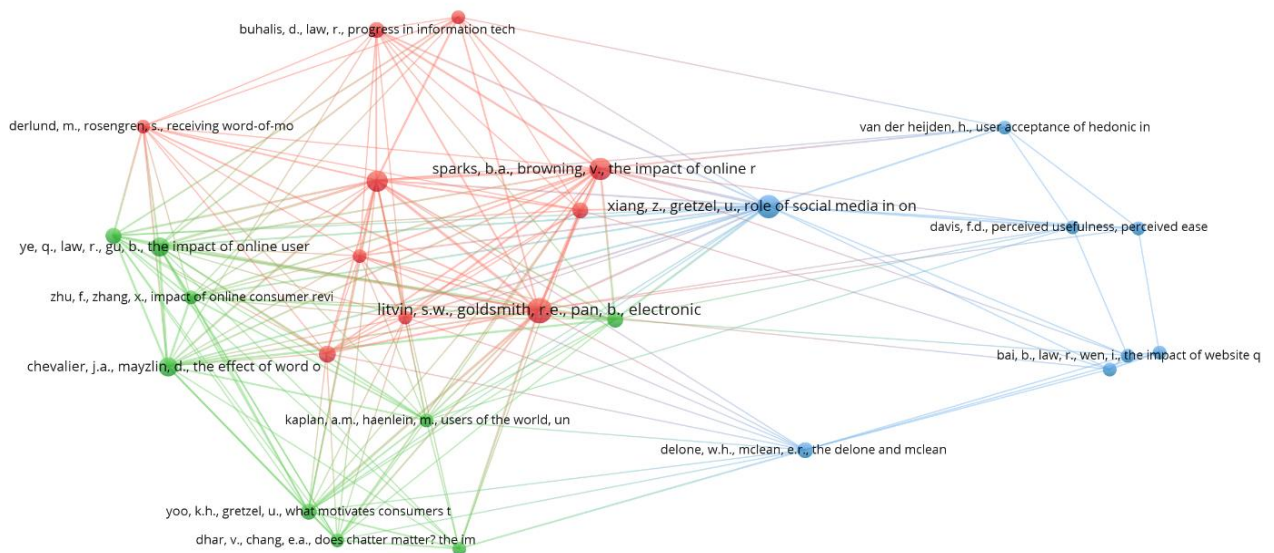 buhalis, d., law, r., progress in information tech
derlund, m., rosengren, s., receiving word-of-mo
van der heijden, h., user acceptance of hedonic in
sparks, b.a., browning, v., the impact of online r
xiang, z., gretzel, u., role of social media in on
davis, f.d., perceived usefulness, perceived ease
ye, q., law, r., gu, b., the impact of online user
zhu, f., zhang, x., impact of online consumer revi
litvin, s.w., goldsmith, r.e., pan, b., electronic
bai, b., law, r., wen, i., the impact of website q
chevalier, j.a., mayzlin, d., the effect of word o
kaplan, a.m., haenlein, m., users of the world, un
delone, w.h., mclean, e.r., the delone and mclean
yoo, k.h., gretzel, u., what motivates consumers t
dhar, v., chang, e.a., does chatter matter? the im